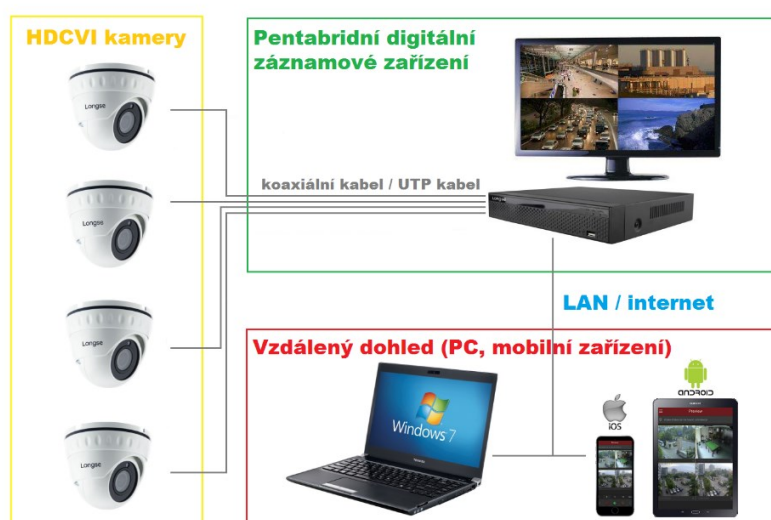 HDCVI kamery
Pentabridní digitální
záznamové zařízení
Longse
Longse
Longse
Longse
koaxiální kabel / UTP kabel
LAN / internet
Vzdálený dohled (PC, mobilní zařízení)
Windows 7
iOS
ANDROID